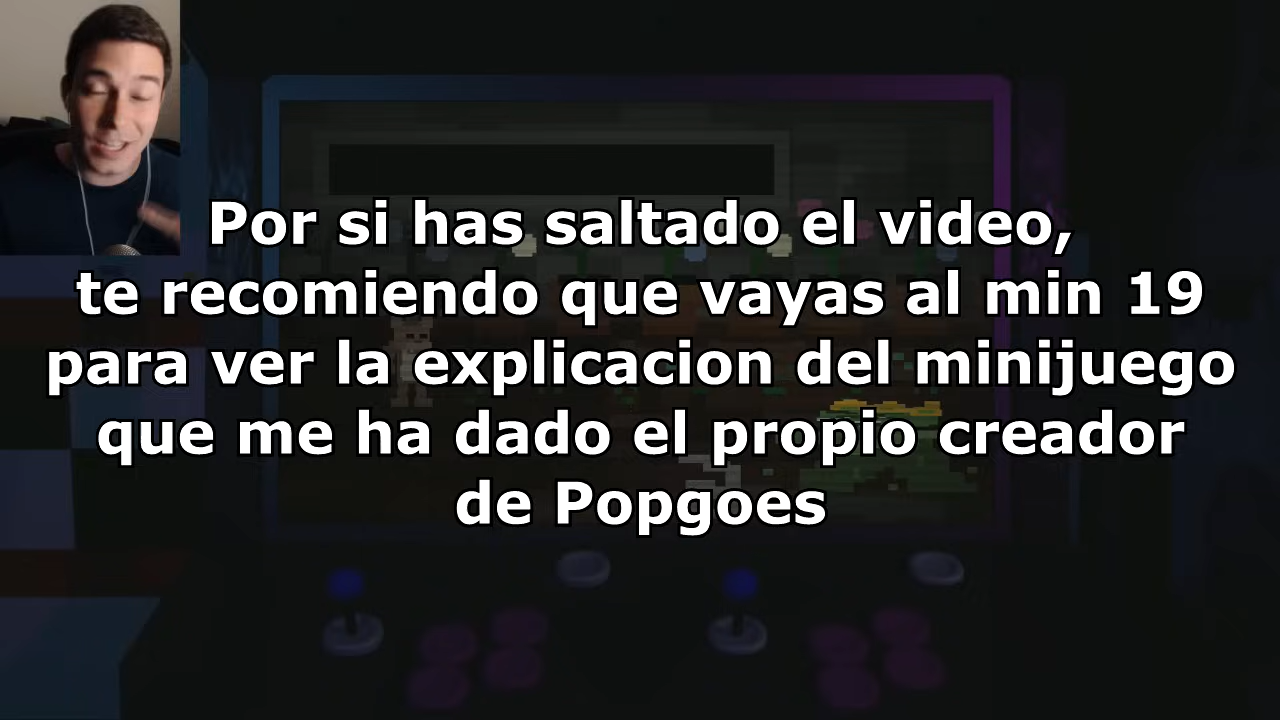 Por si has saltado el video,
te recomiendo que vayas al min 19
para ver la explicacion del minijuego
que me ha dado el propio creador
de Popgoes